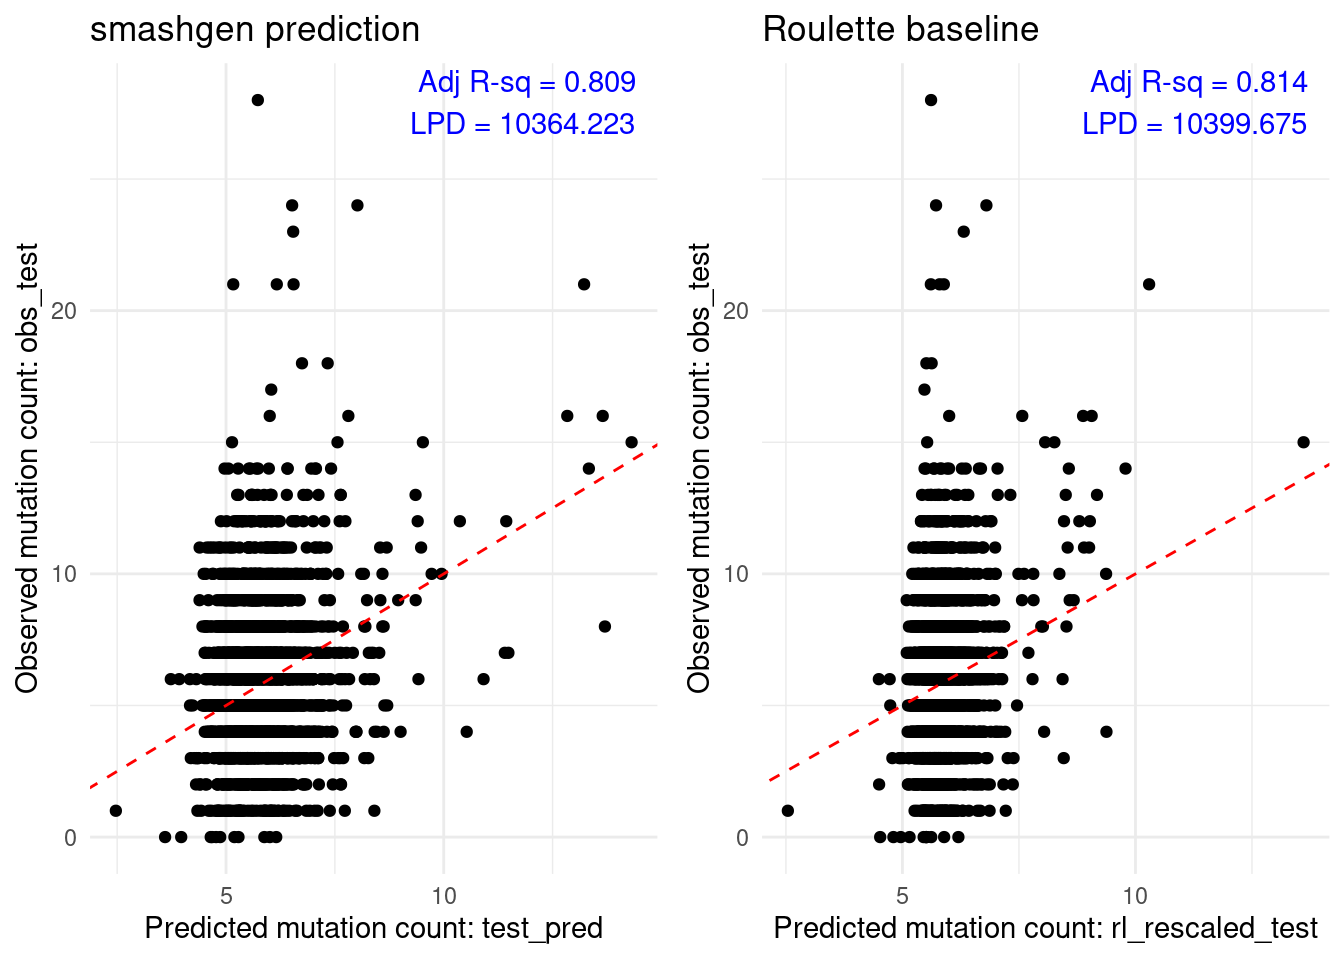 smashgen prediction
Adj R-sq = 0.809
LPD = 10364.223
Observed mutation count: obs_test
20
10
0
5
10
Predicted mutation count: test_pred
Roulette baseline
Adj R-sq = 0.814
LPD = 10399.675
Observed mutation count: obs_test
20
10
0
5
10
Predicted mutation count: rl_rescaled_test